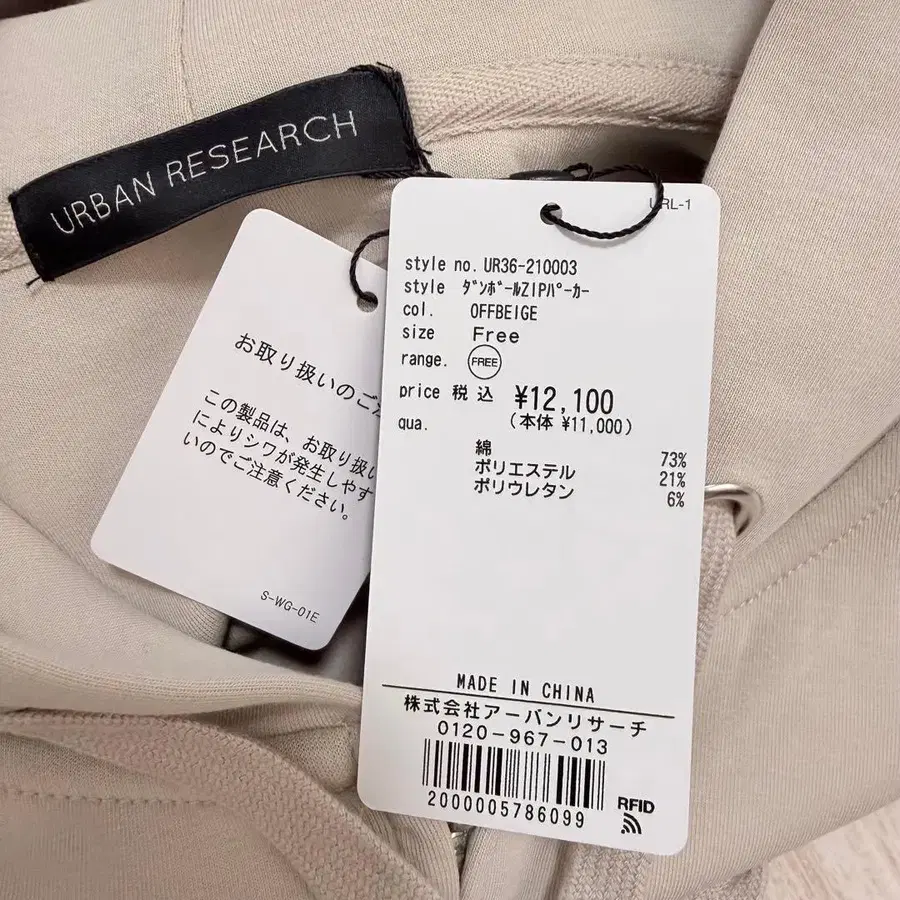 URBAN RESEARCH
お取り扱いのご
この製品は、お取り扱い
によりシワが発生しやす
いのでご注意ください。
S-WG-01E
URL-1
style no. UR36-210003
style ﾀﾞﾝﾎﾞｰﾙZIPﾊﾟｰｶｰ
col. OFFBEIGE
size Free
range. FREE
price 税込 ¥12,100
(本体 ¥11,000)
qua.
綿 73%
ポリエステル 21%
ポリウレタン 6%
MADE IN CHINA
株式会社アーバンリサーチ
0120-967-013
2000005786099
RFID